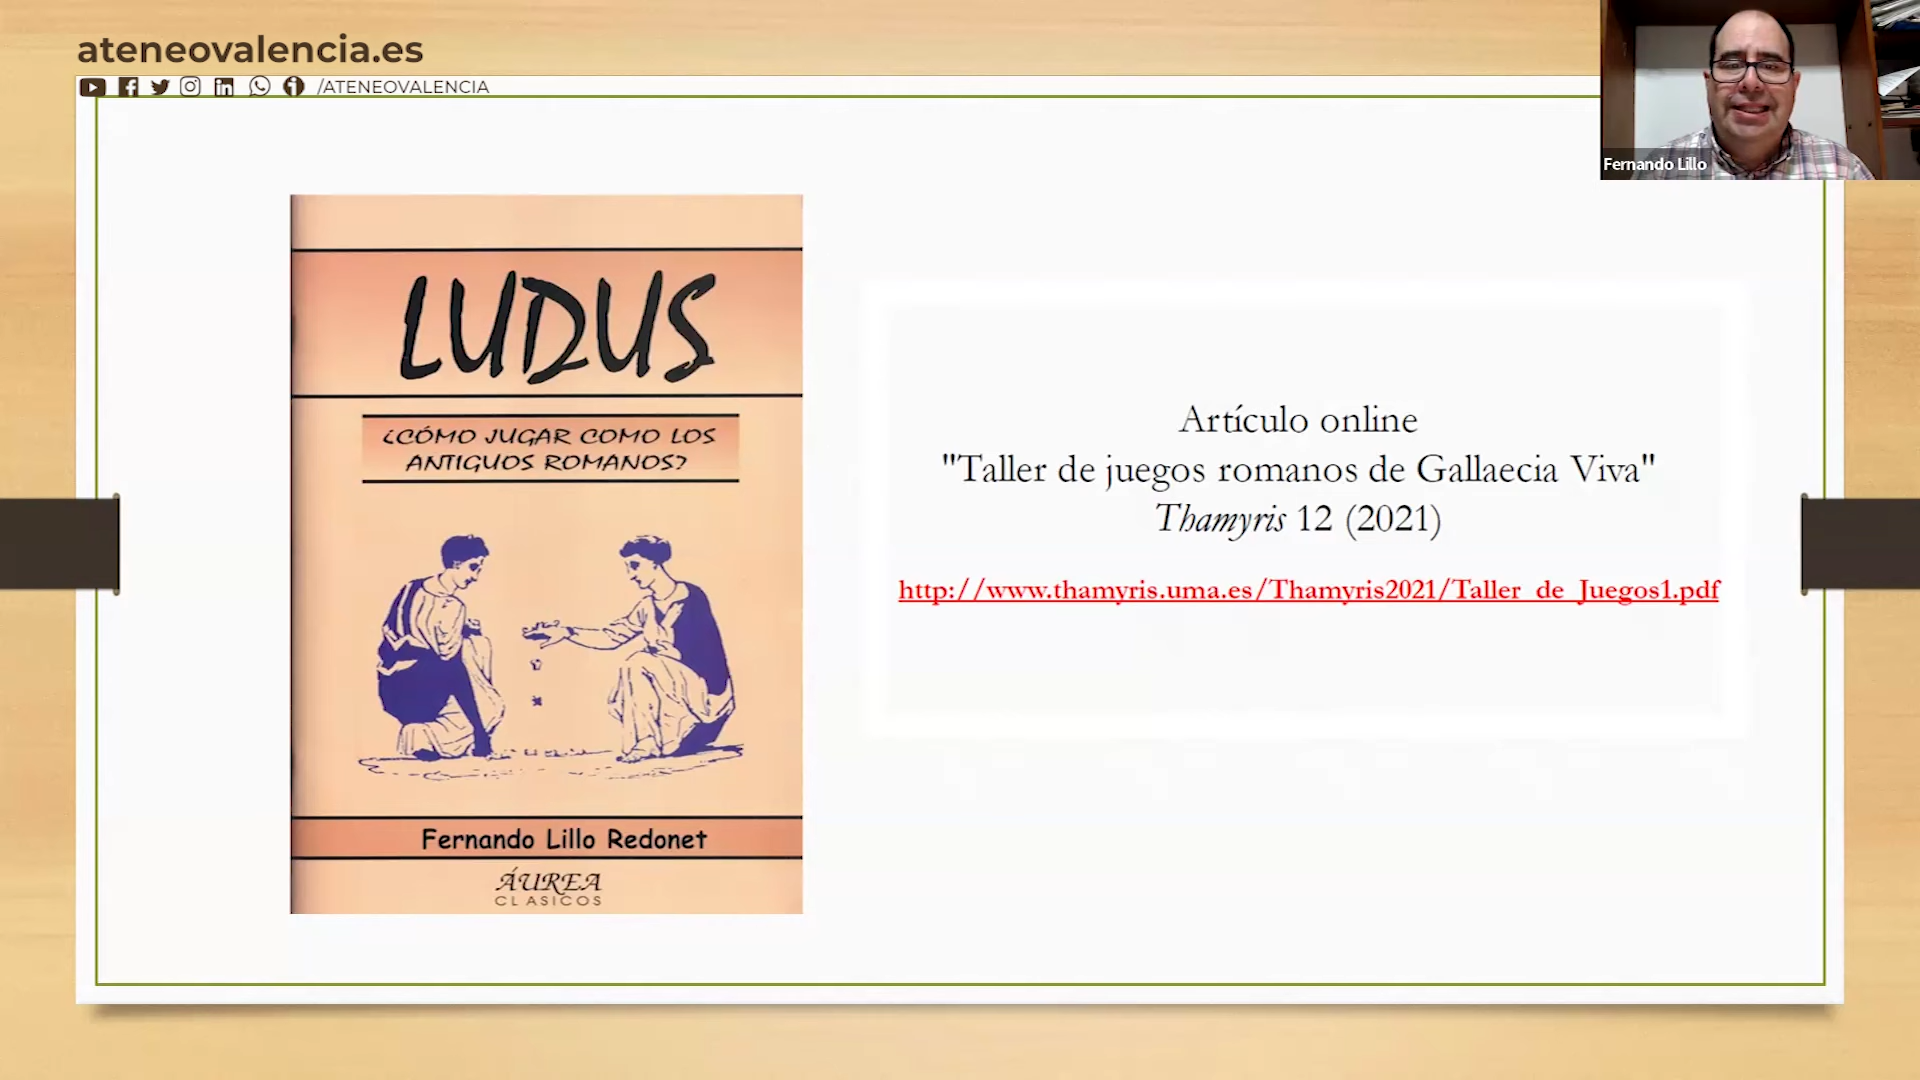 ateneovalencia.es
/ATENEOVALENCIA
Fernando Lillo
LUDUS
¿CÓMO JUGAR COMO LOS
ANTIGUOS ROMANOS?
Fernando Lillo Redonet
ÁUREA
CLASICOS
Artículo online
"Taller de juegos romanos de Gallaecia Viva"
Thamyris 12 (2021)
http://www.thamyris.uma.es/Thamyris2021/Taller_de_Juegos1.pdf